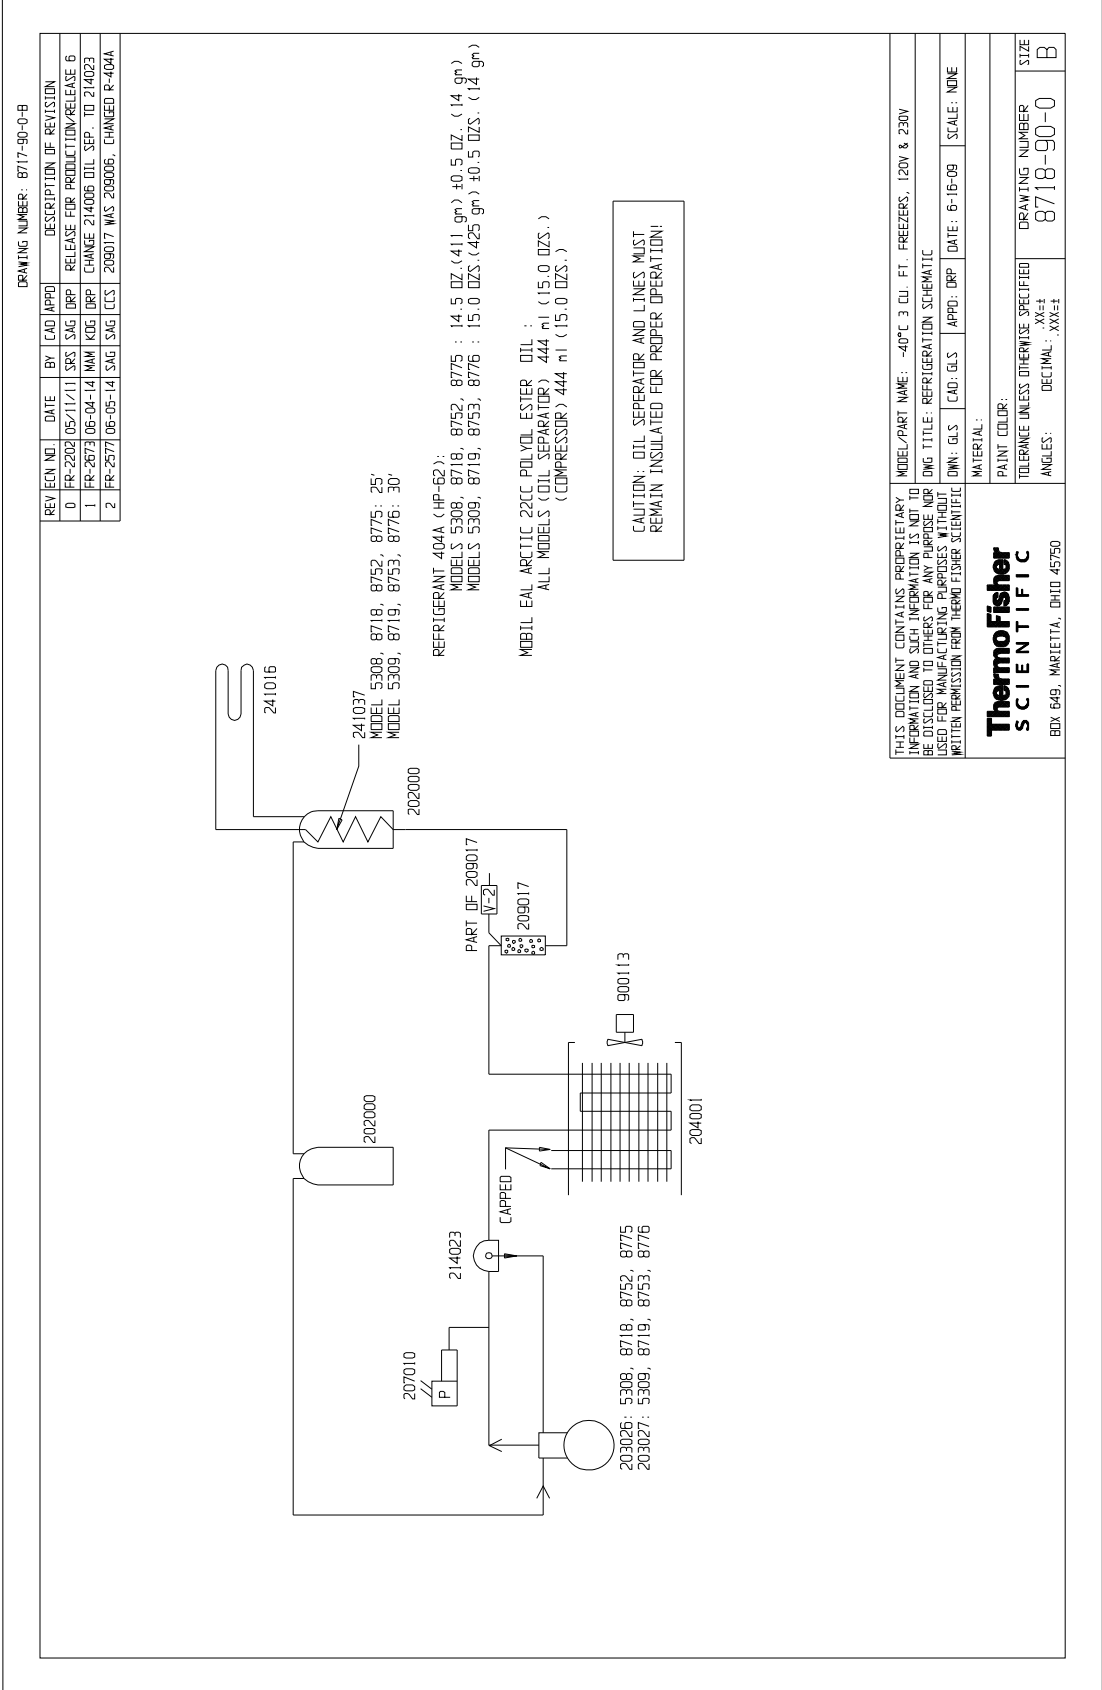 DRAWING NUMBER: 8717-90-0-B
REV ECN NO. DATE BY CAD APPD DESCRIPTION OF REVISION
0 FR-2202 05/11/11 SRS SAG DRP RELEASE FOR PRODUCTION/RELEASE 6
1 FR-2673 06-04-14 MAM KDG DRP CHANGE 214006 OIL SEP. TO 214023
2 FR-2577 06-05-14 SAG SAG CCS 209017 WAS 209006, CHANGED R-404A
241016
241037
MODEL 5308, 8718, 8752, 8775: 25'
MODEL 5309, 8719, 8753, 8776: 30'
202000
202000
REFRIGERANT 404A (HP-62):
MODELS 5308, 8718, 8752, 8775 : 14.5 OZ.(411 gm) ±0.5 OZ. (14 gm)
MODELS 5309, 8719, 8753, 8776 : 15.0 OZS.(425 gm) ±0.5 OZS. (14 gm)
MOBIL EAL ARCTIC 22CC POLYOL ESTER OIL :
ALL MODELS (OIL SEPARATOR) 444 ml (15.0 OZS.)
(COMPRESSOR) 444 ml (15.0 OZS.)
CAUTION: OIL SEPERATOR AND LINES MUST
REMAIN INSULATED FOR PROPER OPERATION!
PART OF 209017
V-2
209017
900113
204001
CAPPED
214023
207010
P
203026: 5308, 8718, 8752, 8775
203027: 5309, 8719, 8753, 8776
THIS DOCUMENT CONTAINS PROPRIETARY
INFORMATION AND SUCH INFORMATION IS NOT TO
BE DISCLOSED TO OTHERS FOR ANY PURPOSE NOR
USED FOR MANUFACTURING PURPOSES WITHOUT
WRITTEN PERMISSION FROM THERMO FISHER SCIENTIFIC
ThermoFisher
SCIENTIFIC
BOX 649, MARIETTA, OHIO 45750
MODEL/PART NAME: -40°C 3 CU. FT. FREEZERS, 120V & 230V
DWG TITLE: REFRIGERATION SCHEMATIC
DWN: GLS CAD: GLS APPD: DRP DATE: 6-16-09 SCALE: NONE
MATERIAL:
PAINT COLOR:
TOLERANCE UNLESS OTHERWISE SPECIFIED
ANGLES: DECIMAL: .XX=±
.XXX=±
DRAWING NUMBER
8718-90-0
SIZE
B